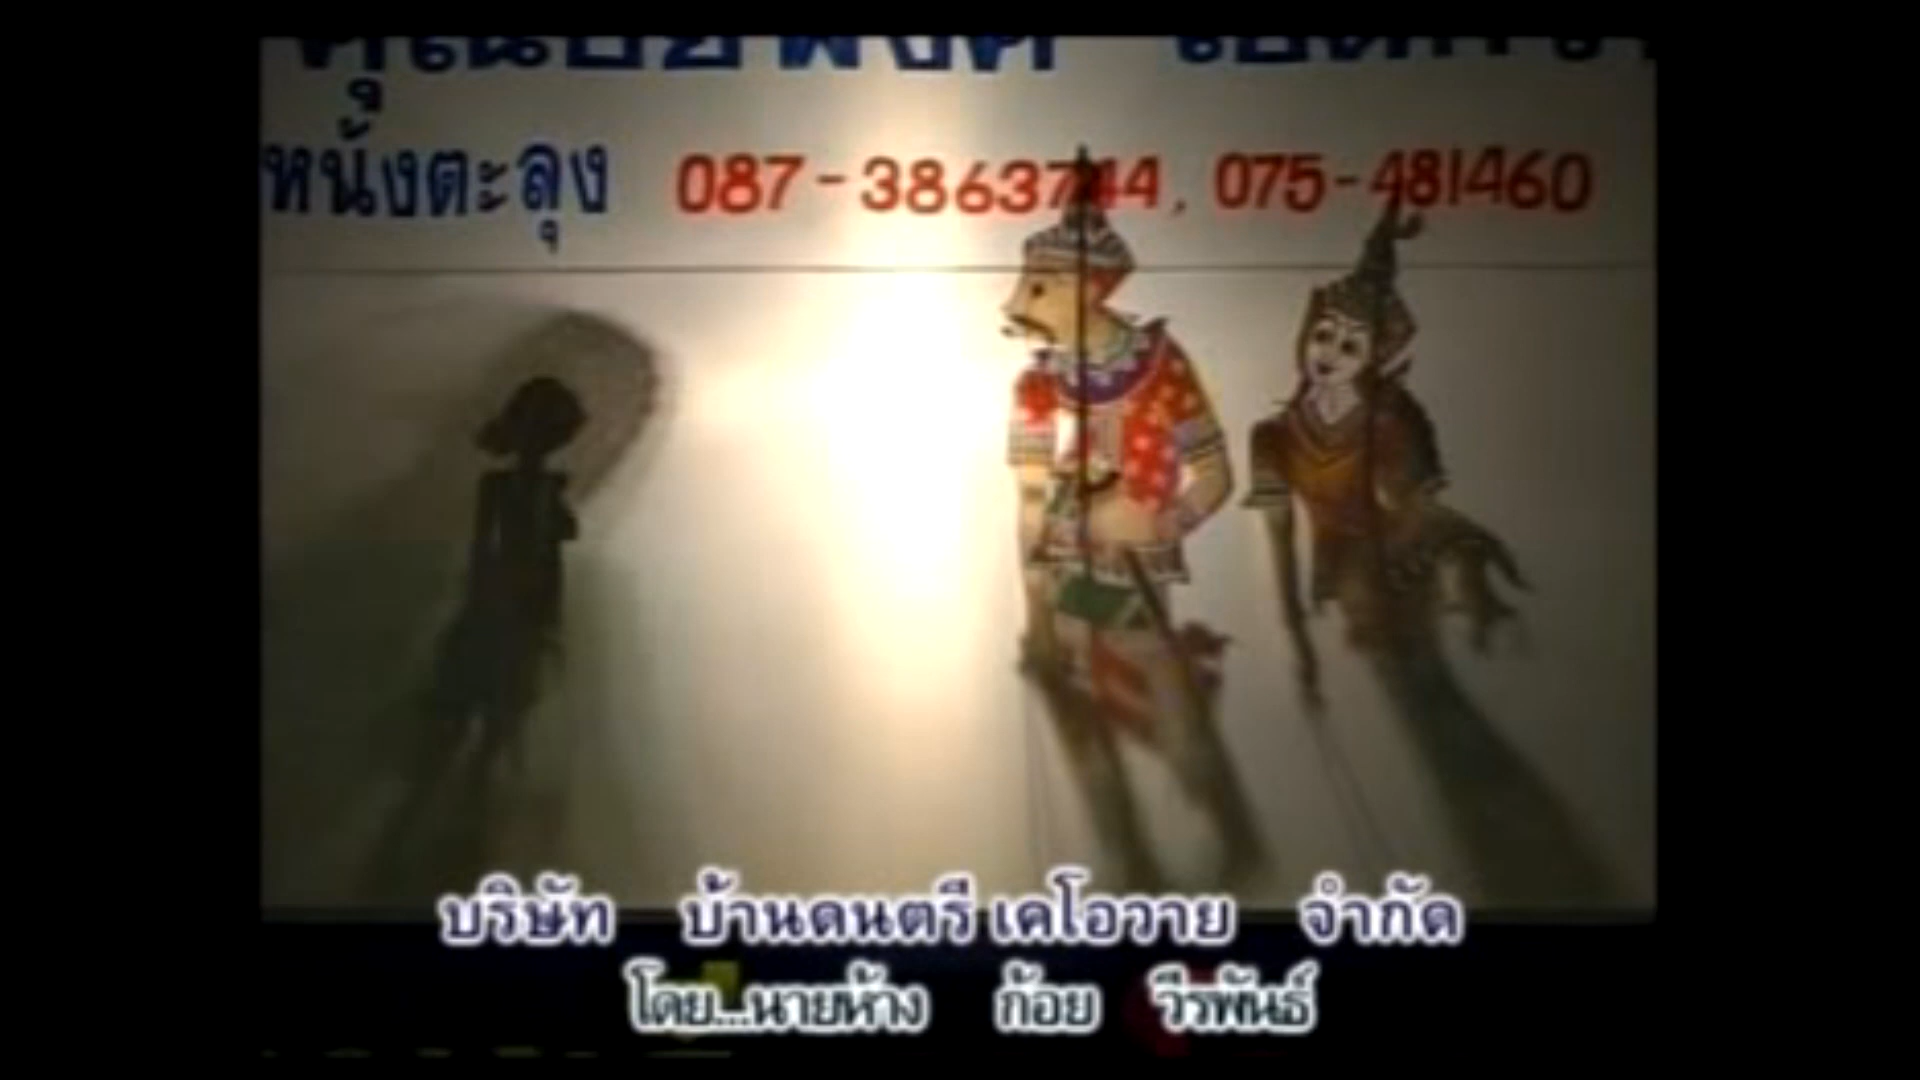 หนังตะลุง 087-3863744, 075-481460
บริษัท บ้านดนตรี เคโอวาย จำกัด
โดย...นายห้าง ก้อย วีรพันธ์